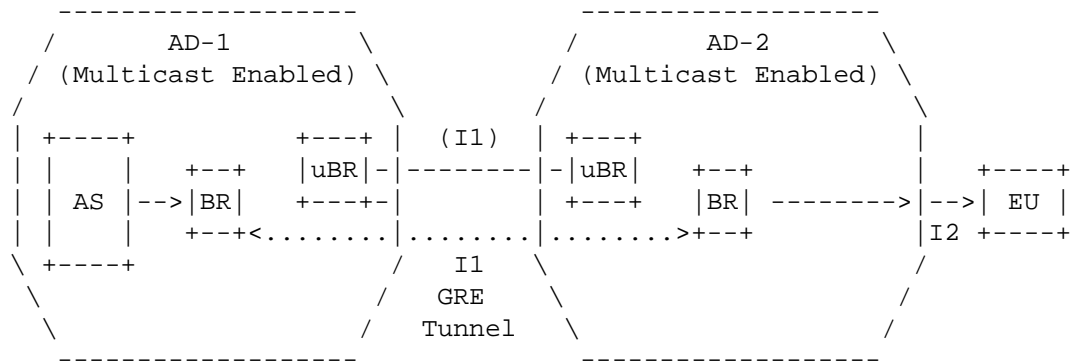 AD-1 AD-2
(Multicast Enabled) (Multicast Enabled)
(I1)
uBR uBR
AS BR BR EU
I2
I1
GRE
Tunnel